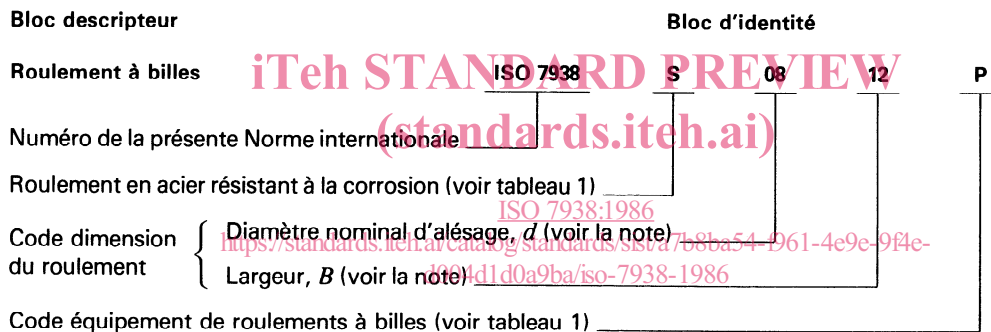 Bloc descripteur Bloc d'identité
iTeh STANDARD PREVIEW
Roulement à billes ISO 7938 S 08 12 P
(standards.iteh.ai)
Numéro de la présente Norme internationale
Roulement en acier résistant à la corrosion (voir tableau 1)
ISO 7938:1986
Code dimension du roulement
Diamètre nominal d'alésage, d (voir la note)
https://standards.iteh.ai/catalog/standards/sist/a7b8ba54-f961-4e9e-9f4e-
Largeur, B (voir la note)
d904d1d0a9ba/iso-7938-1986
Code équipement de roulements à billes (voir tableau 1)